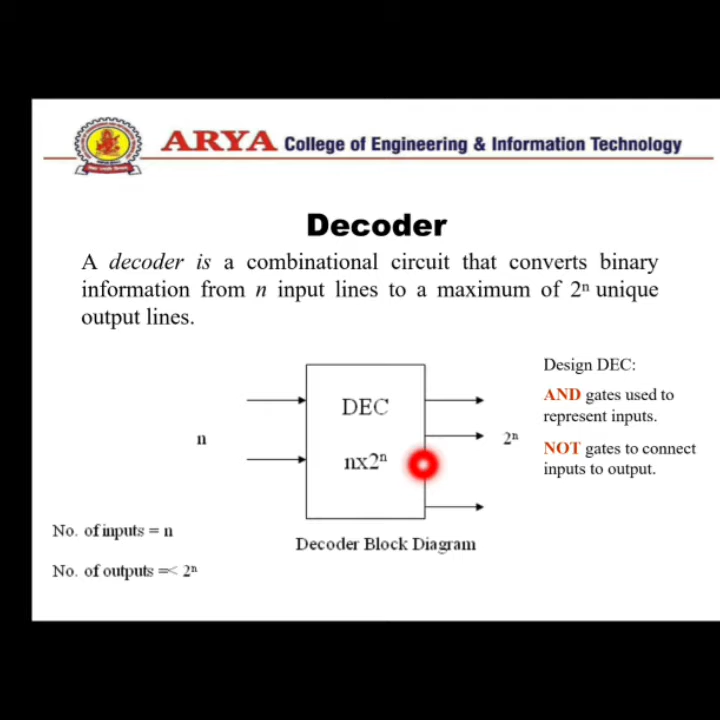 ARYA College of Engineering & Information Technology
Decoder
A decoder is a combinational circuit that converts binary
information from n input lines to a maximum of 2ⁿ unique
output lines.
Design DEC:
AND gates used to
represent inputs.
NOT gates to connect
inputs to output.
DEC
n
2ⁿ
nx2ⁿ
No. of inputs = n
Decoder Block Diagram
No. of outputs =< 2ⁿ